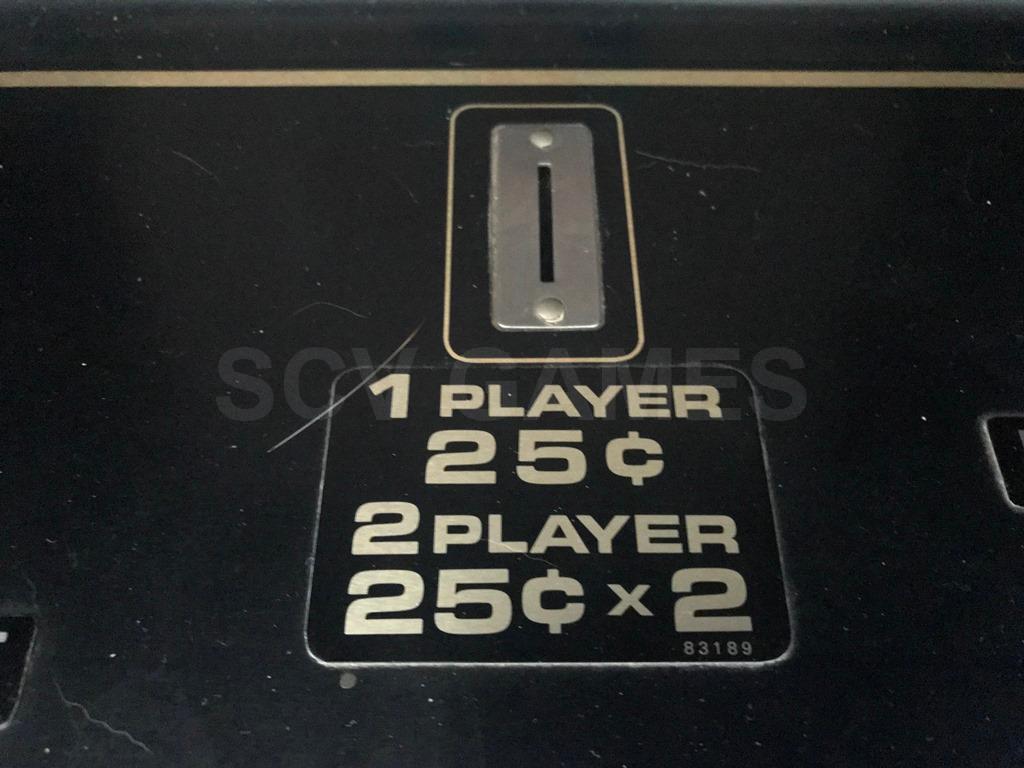 SCV GAMES
1 PLAYER
25¢
2 PLAYER
25¢ x 2
83189